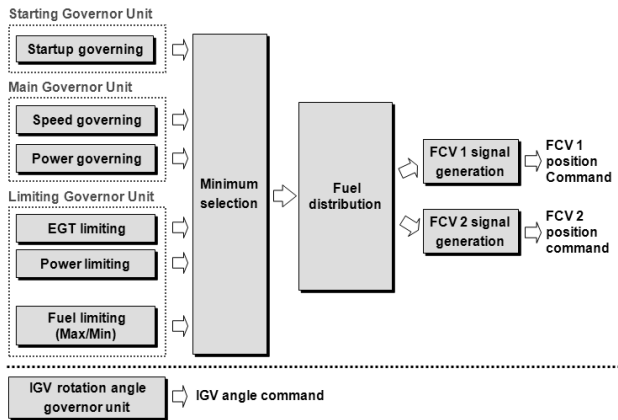 Starting Governor Unit
Startup governing
Main Governor Unit
Speed governing
Power governing
Limiting Governor Unit
EGT limiting
Power limiting
Fuel limiting
(Max/Min)
Minimum
selection
Fuel
distribution
FCV 1 signal
generation
FCV 1
position
Command
FCV 2 signal
generation
FCV 2
position
command
IGV rotation angle
governor unit
IGV angle command